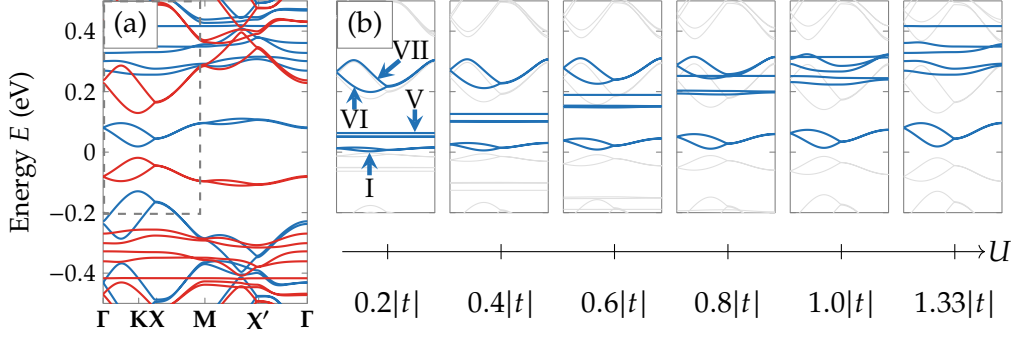 (a)
Energy E (eV)
0.4
0.2
0
−0.2
−0.4
Γ K X M X′ Γ
(b)
VII
V
VI
I
U
0.2|t| 0.4|t| 0.6|t| 0.8|t| 1.0|t| 1.33|t|